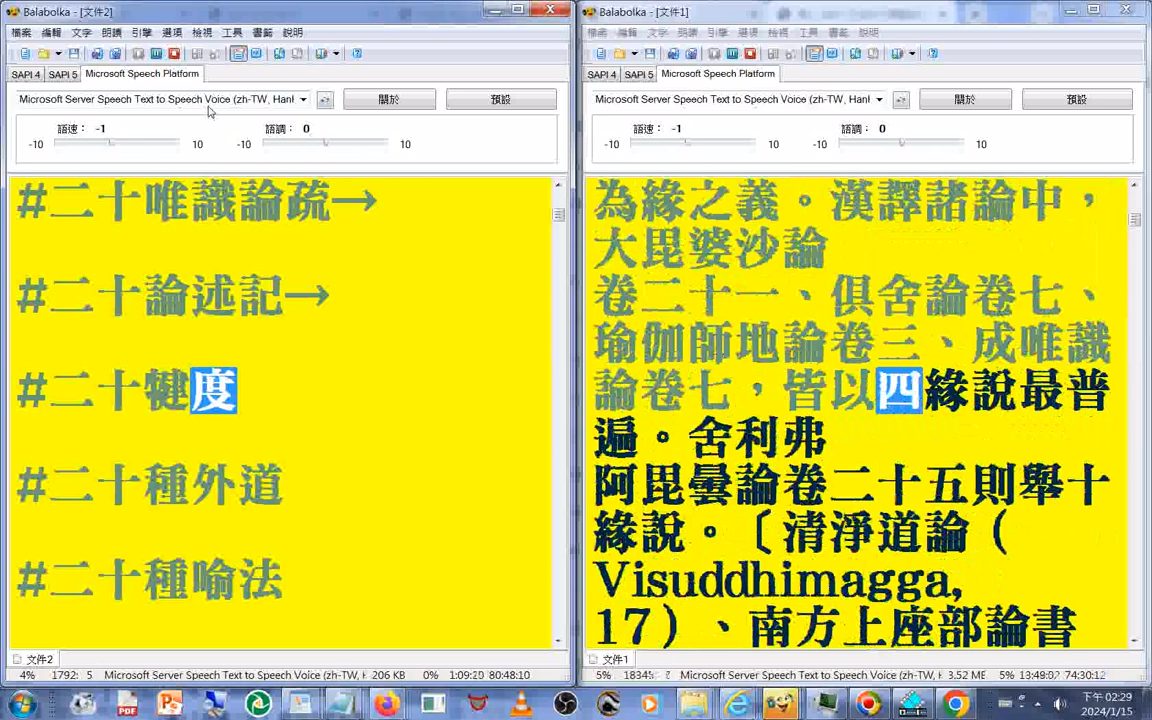 Balabolka - [文件2]
檔案 編輯 文字 朗讀 引擎 選項 檢視 工具 書籤 說明
SAPI 4 SAPI 5 Microsoft Speech Platform
Microsoft Server Speech Text to Speech Voice (zh-TW, Hanl
關於 預設
語速： -1 語調： 0
-10 10 -10 10
#二十唯識論疏→
#二十論述記→
#二十犍度
#二十種外道
#二十種喻法
文件2
4% 1792: 5 Microsoft Server Speech Text to Speech Voice (zh-TW, H 206 KB 0% 1:09:20 80:48:10
Balabolka - [文件1]
檔案 編輯 文字 朗讀 引擎 選項 檢視 工具 書籤 說明
SAPI 4 SAPI 5 Microsoft Speech Platform
Microsoft Server Speech Text to Speech Voice (zh-TW, Hanl
關於 預設
語速： -1 語調： 0
-10 10 -10 10
為緣之義。漢譯諸論中，
大毘婆沙論
卷二十一、俱舍論卷七、
瑜伽師地論卷三、成唯識
論卷七，皆以四緣說最普
遍。舍利弗
阿毘曇論卷二十五則舉十
緣說。〔清淨道論（
Visuddhimagga,
17）、南方上座部論書
文件1
5% Microsoft Server Speech Text to Speech Voice (zh-TW, 3.52 MB 5% 13:49:02 74:30:12
下午 02:29
2024/1/15